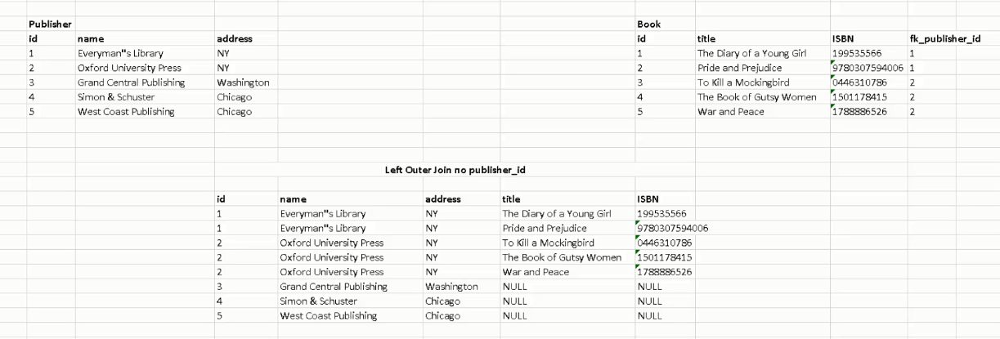 Publisher Book
id name address id title ISBN fk_publisher_id
1 Everyman"s Library NY 1 The Diary of a Young Girl 199535566 1
2 Oxford University Press NY 2 Pride and Prejudice 9780307594006 1
3 Grand Central Publishing Washington 3 To Kill a Mockingbird 0446310786 2
4 Simon & Schuster Chicago 4 The Book of Gutsy Women 1501178415 2
5 West Coast Publishing Chicago 5 War and Peace 1788886526 2
Left Outer Join no publisher_id
id name address title ISBN
1 Everyman"s Library NY The Diary of a Young Girl 199535566
1 Everyman"s Library NY Pride and Prejudice 9780307594006
2 Oxford University Press NY To Kill a Mockingbird 0446310786
2 Oxford University Press NY The Book of Gutsy Women 1501178415
2 Oxford University Press NY War and Peace 1788886526
3 Grand Central Publishing Washington NULL NULL
4 Simon & Schuster Chicago NULL NULL
5 West Coast Publishing Chicago NULL NULL